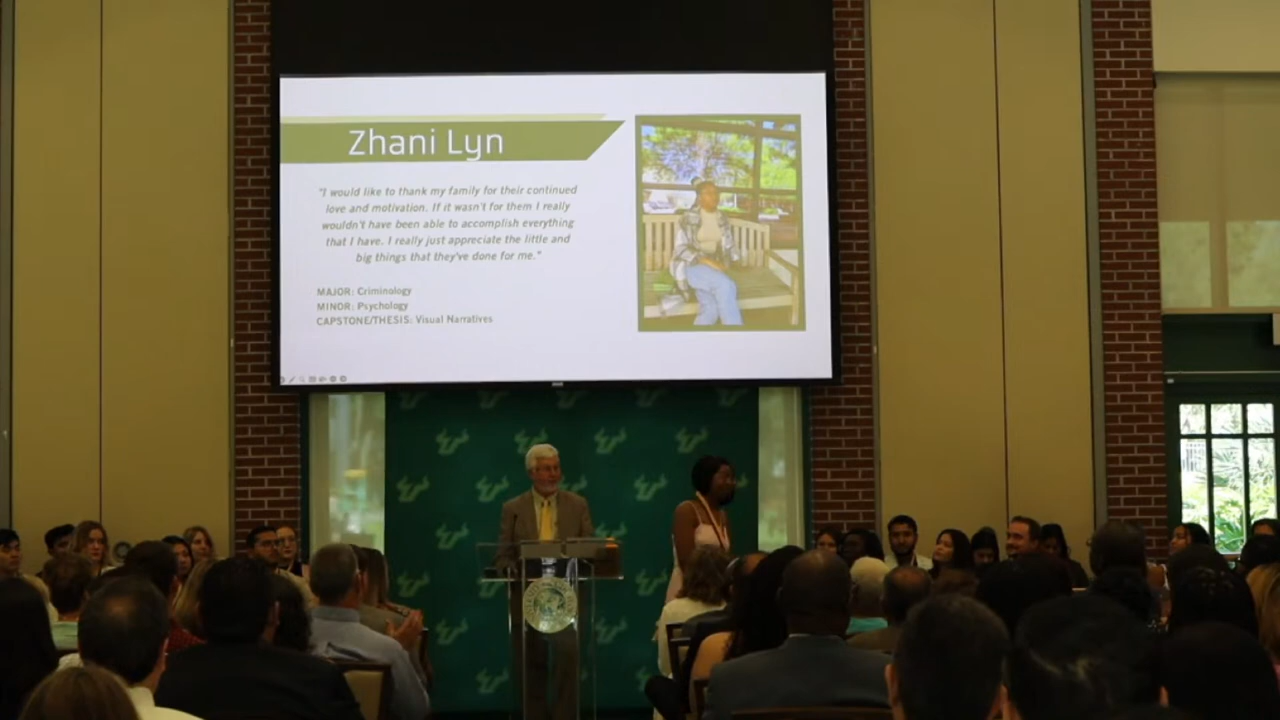 Zhani Lyn
"I would like to thank my family for their continued
love and motivation. If it wasn't for them I really
wouldn't have been able to accomplish everything
that I have. I really just appreciate the little and
big things that they've done for me."
MAJOR: Criminology
MINOR: Psychology
CAPSTONE/THESIS: Visual Narratives